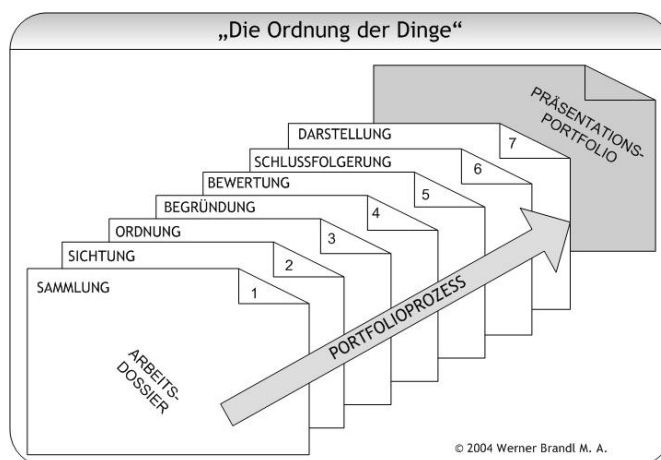 „Die Ordnung der Dinge“
PRÄSENTATIONS-
PORTFOLIO
DARSTELLUNG
7
SCHLUSSFOLGERUNG
6
BEWERTUNG
5
BEGRÜNDUNG
4
ORDNUNG
3
SICHTUNG
2
SAMMLUNG
1
ARBEITS-
DOSSIER
PORTFOLIOPROZESS
© 2004 Werner Brandl M. A.